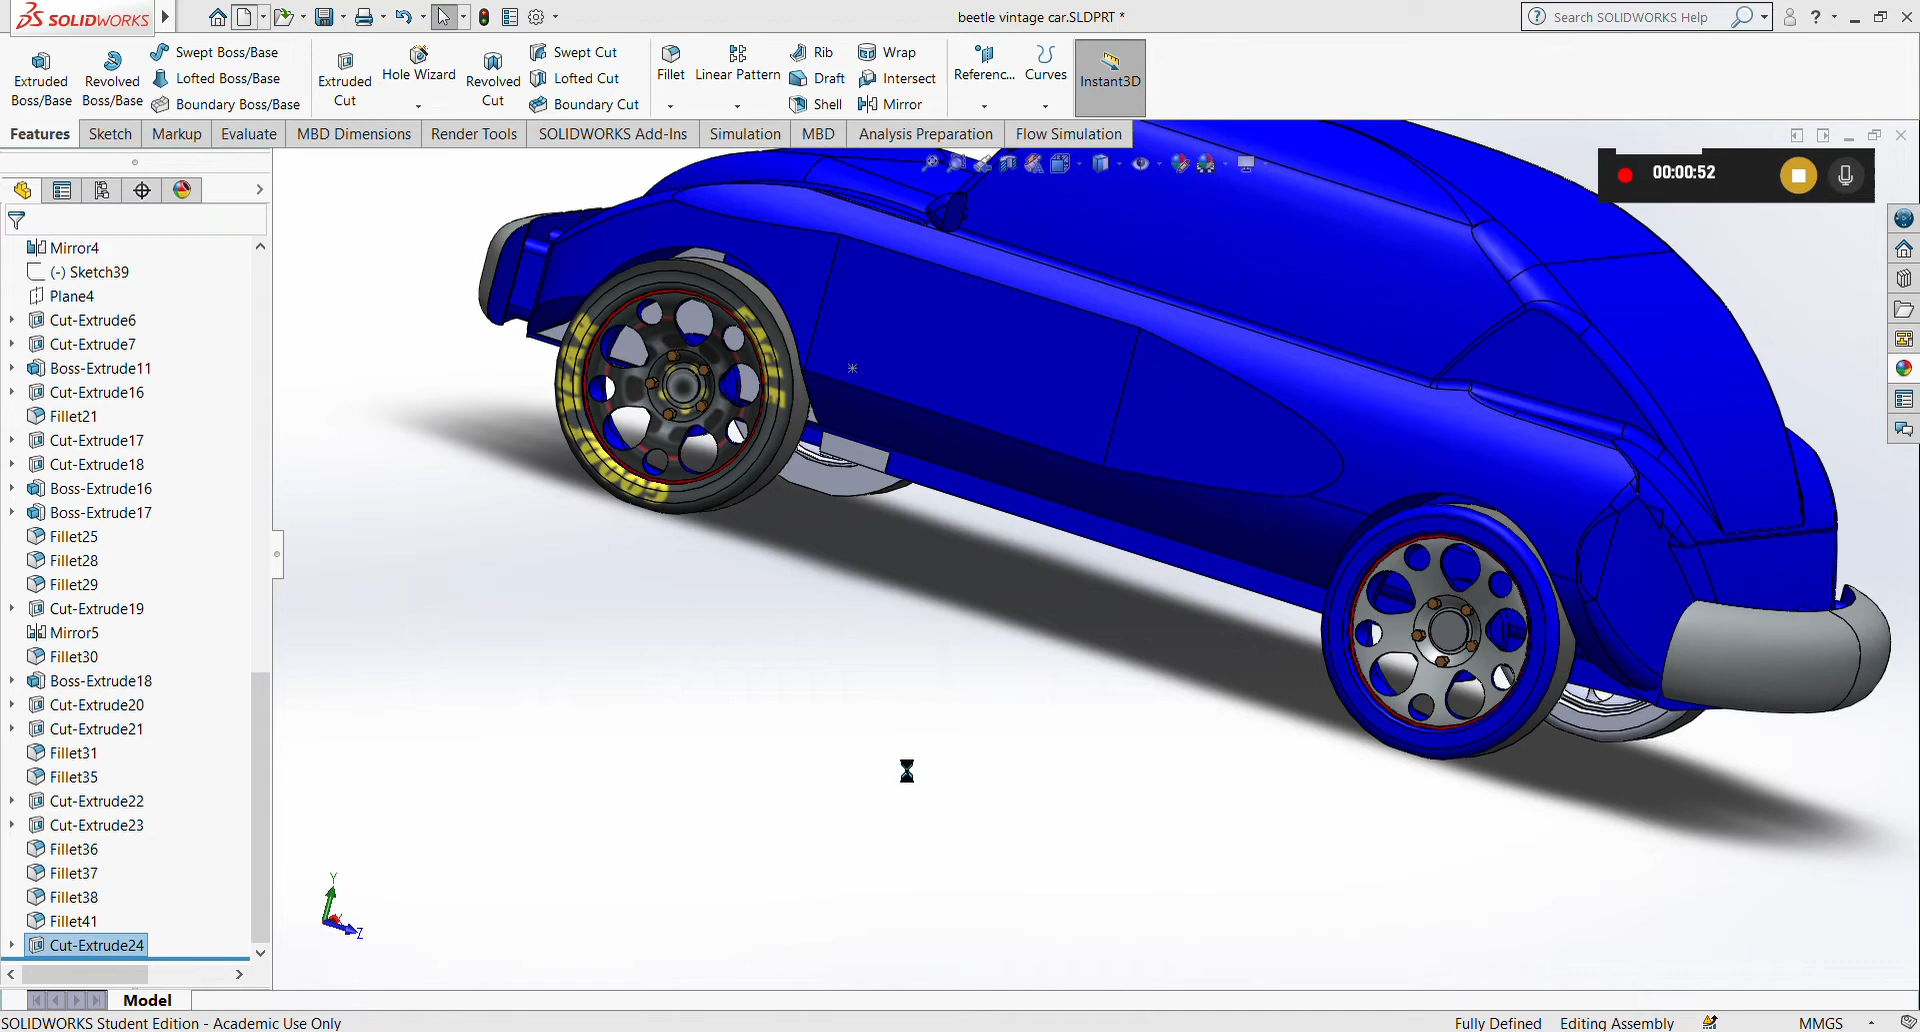 SOLIDWORKS
beetle vintage car.SLDPRT *
Search SOLIDWORKS Help
Extruded Boss/Base
Revolved Boss/Base
Swept Boss/Base
Lofted Boss/Base
Boundary Boss/Base
Extruded Cut
Hole Wizard
Revolved Cut
Swept Cut
Lofted Cut
Boundary Cut
Fillet
Linear Pattern
Rib
Draft
Shell
Wrap
Intersect
Mirror
Referenc...
Curves
Instant3D
Features
Sketch
Markup
Evaluate
MBD Dimensions
Render Tools
SOLIDWORKS Add-Ins
Simulation
MBD
Analysis Preparation
Flow Simulation
00:00:52
Mirror4
(-) Sketch39
Plane4
Cut-Extrude6
Cut-Extrude7
Boss-Extrude11
Cut-Extrude16
Fillet21
Cut-Extrude17
Cut-Extrude18
Boss-Extrude16
Boss-Extrude17
Fillet25
Fillet28
Fillet29
Cut-Extrude19
Mirror5
Fillet30
Boss-Extrude18
Cut-Extrude20
Cut-Extrude21
Fillet31
Fillet35
Cut-Extrude22
Cut-Extrude23
Fillet36
Fillet37
Fillet38
Fillet41
Cut-Extrude24
Y
Z
Model
SOLIDWORKS Student Edition - Academic Use Only
Fully Defined
Editing Assembly
MMGS